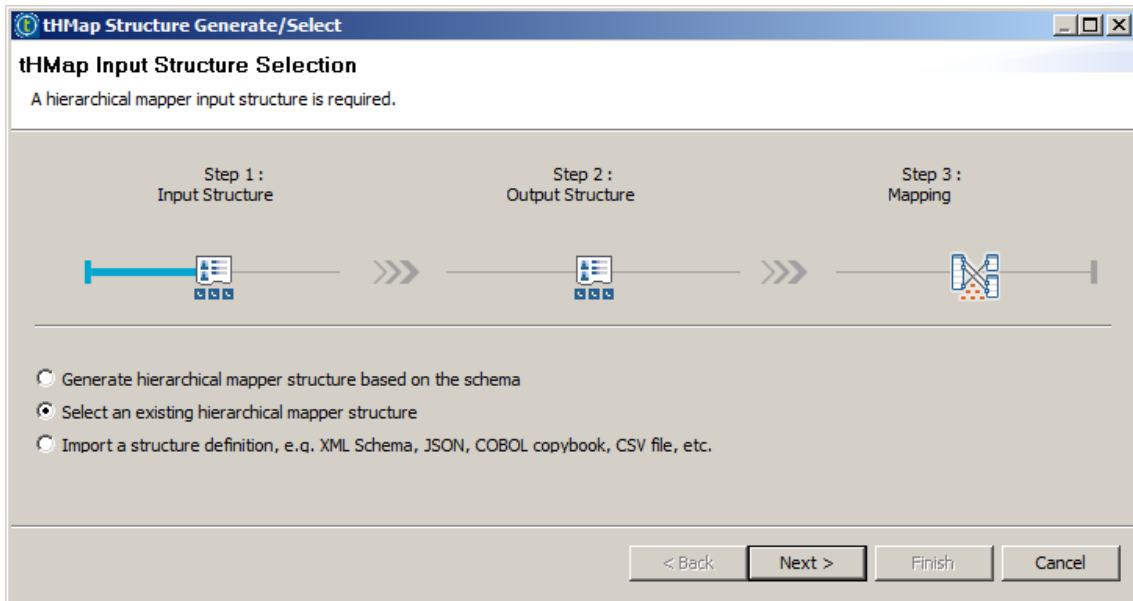 tHMap Structure Generate/Select
tHMap Input Structure Selection
A hierarchical mapper input structure is required.
Step 1 :
Input Structure
Step 2 :
Output Structure
Step 3 :
Mapping
Generate hierarchical mapper structure based on the schema
Select an existing hierarchical mapper structure
Import a structure definition, e.g. XML Schema, JSON, COBOL copybook, CSV file, etc.
< Back
Next >
Finish
Cancel